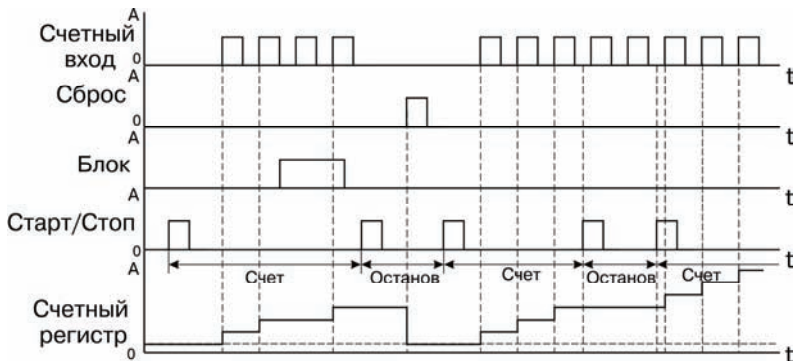 A
Счетный
вход
0
t
A
Сброс
0
t
A
Блок
A
t
Старт/Стоп
0
t
A
Счет
Останов
Счет
Останов
Счет
Счетный
регистр
0
t